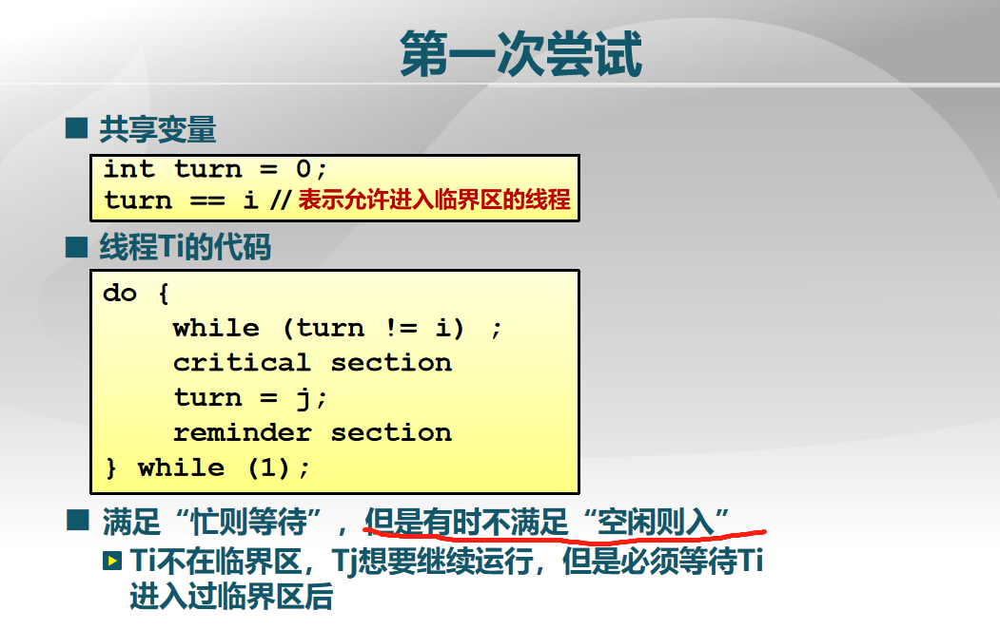 第一次尝试
共享变量
int turn = 0;
turn == i // 表示允许进入临界区的线程
线程Ti的代码
do {
while (turn != i) ;
critical section
turn = j;
reminder section
} while (1);
满足“忙则等待”，但是有时不满足“空闲则入”
Ti不在临界区，Tj想要继续运行，但是必须等待Ti
进入过临界区后